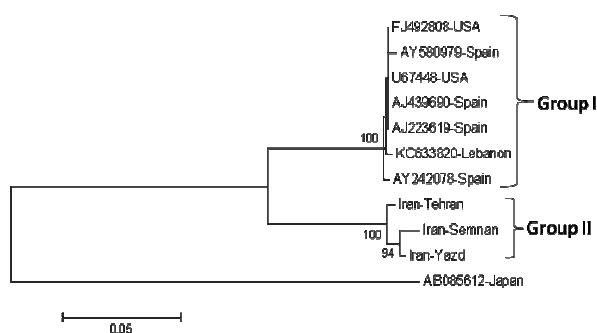 FJ492808-USA
AY580979-Spain
U67448-USA
AJ439690-Spain
Group I
AJ223619-Spain
100
KC633820-Lebanon
AY242078-Spain
Iran-Tehran
100
Iran-Semnan
Group II
94
Iran-Yazd
AB085612-Japan
0.05